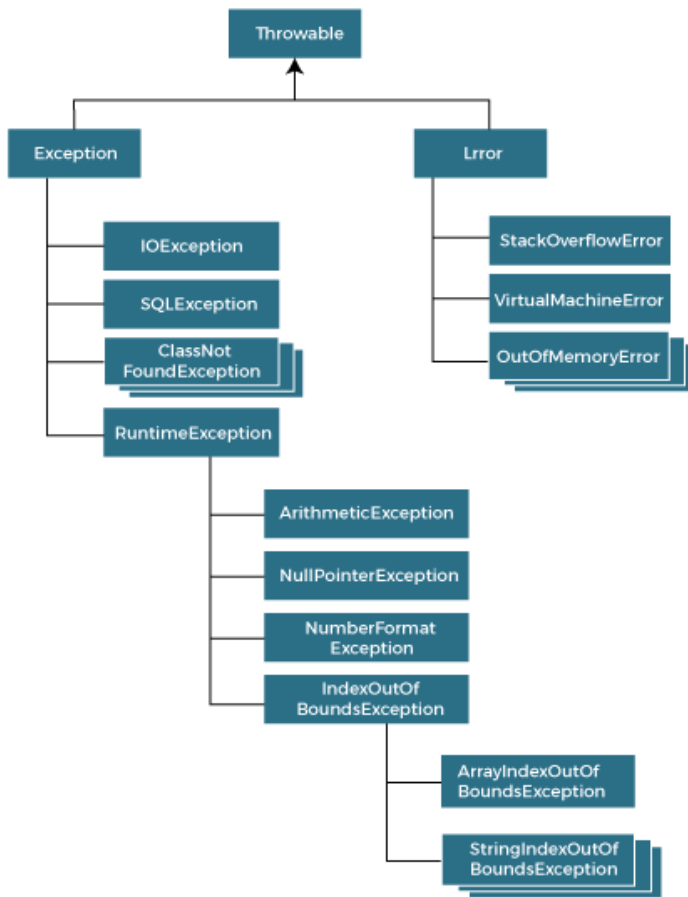 Throwable
Exception
Lrror
IOException
SQLException
ClassNot
FoundException
RuntimeException
StackOverflowError
VirtualMachineError
OutOfMemoryError
ArithmeticException
NullPointerException
NumberFormat
Exception
IndexOutOf
BoundsException
ArrayIndexOutOf
BoundsException
StringIndexOutOf
BoundsException